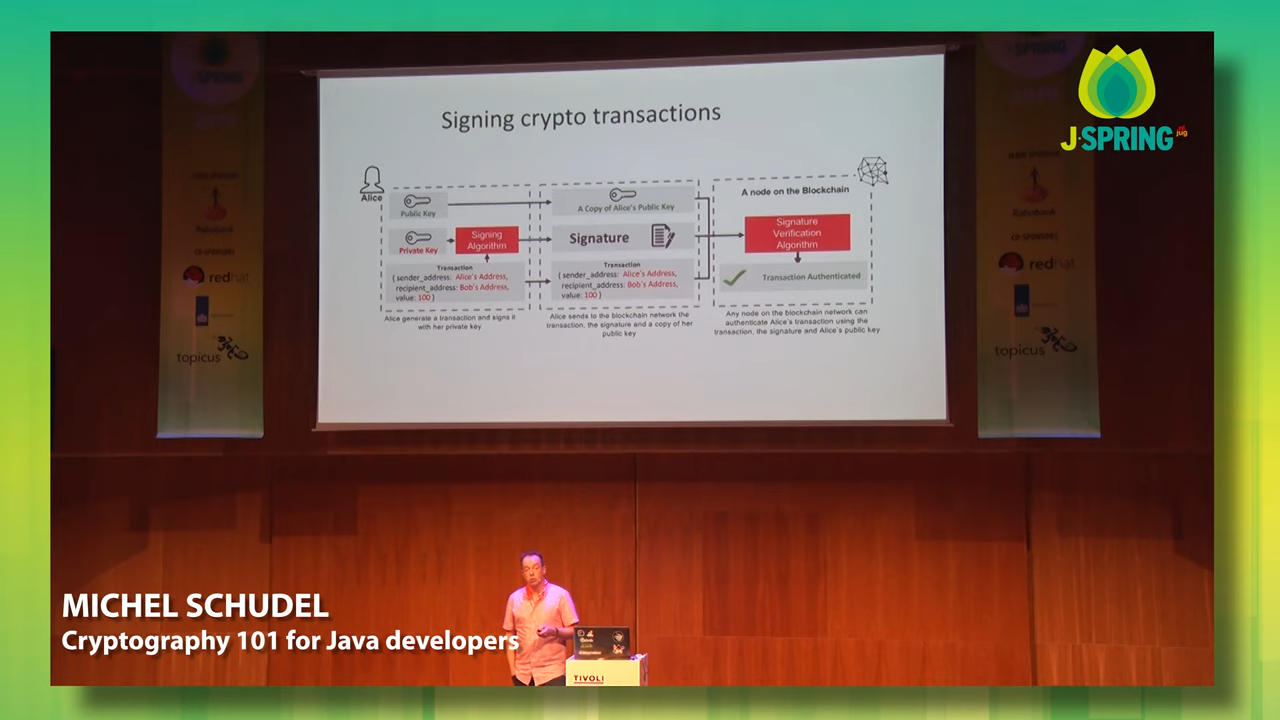 Signing crypto transactions
Alice
Public Key
Private Key
Signing
Algorithm
Transaction
{ sender_address: Alice's Address,
recipient_address: Bob's Address,
value: 100 }
Alice generate a transaction and signs it
with her private key
A Copy of Alice's Public Key
Signature
Transaction
{ sender_address: Alice's Address,
recipient_address: Bob's Address,
value: 100 }
Alice sends to the blockchain network the
transaction, the signature and a copy of her
public key
A node on the Blockchain
Signature
Verification
Algorithm
Transaction Authenticated
Any node on the blockchain network can
authenticate Alice's transaction using the
transaction, the signature and Alice's public key
J-SPRING
nl
jug
redhat
topicus
redhat
topicus
MICHEL SCHUDEL
Cryptography 101 for Java developers
TIVOLI